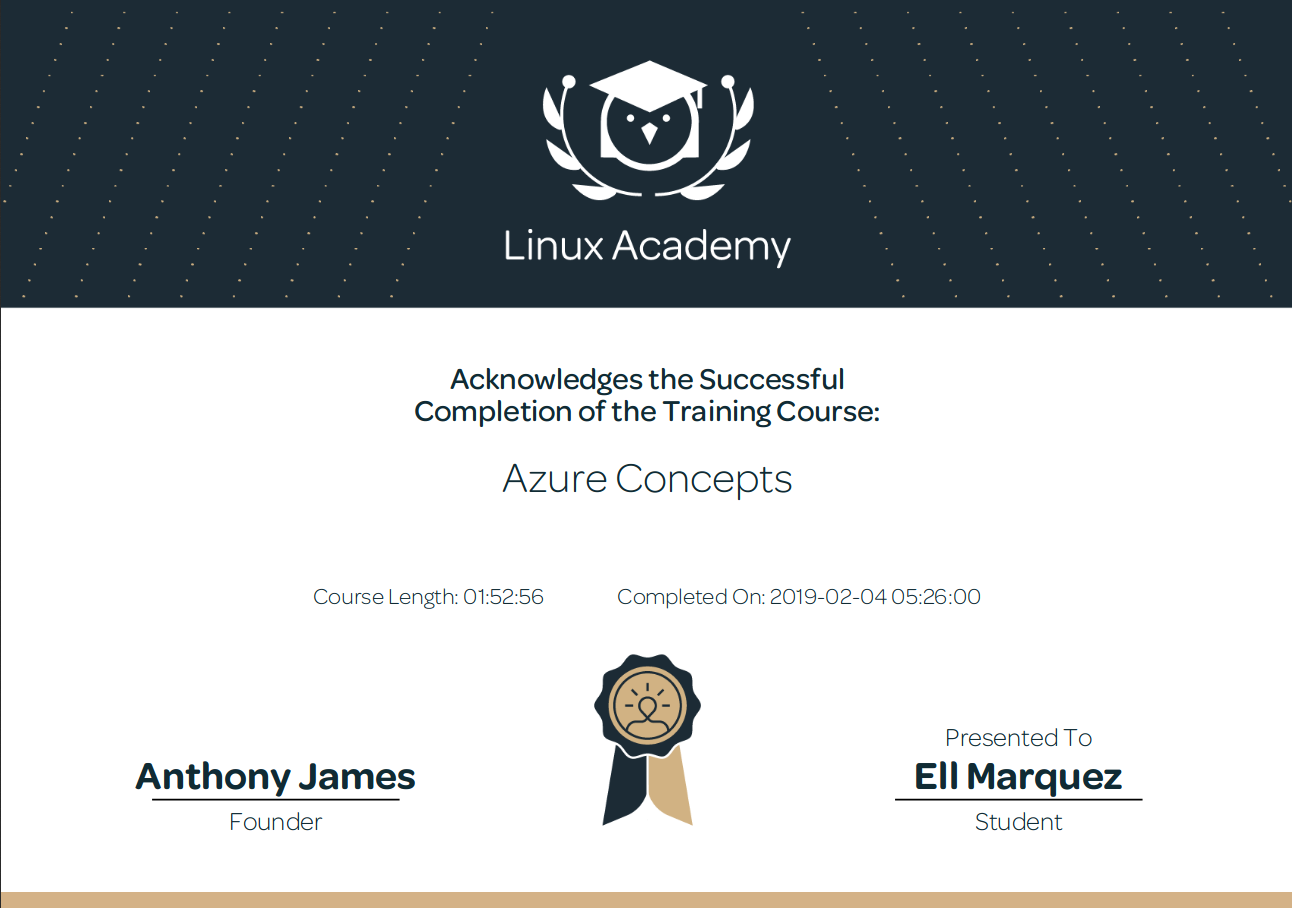 Linux Academy
Acknowledges the Successful
Completion of the Training Course:
Azure Concepts
Course Length: 01:52:56
Completed On: 2019-02-04 05:26:00
Anthony James
Founder
Presented To
Ell Marquez
Student